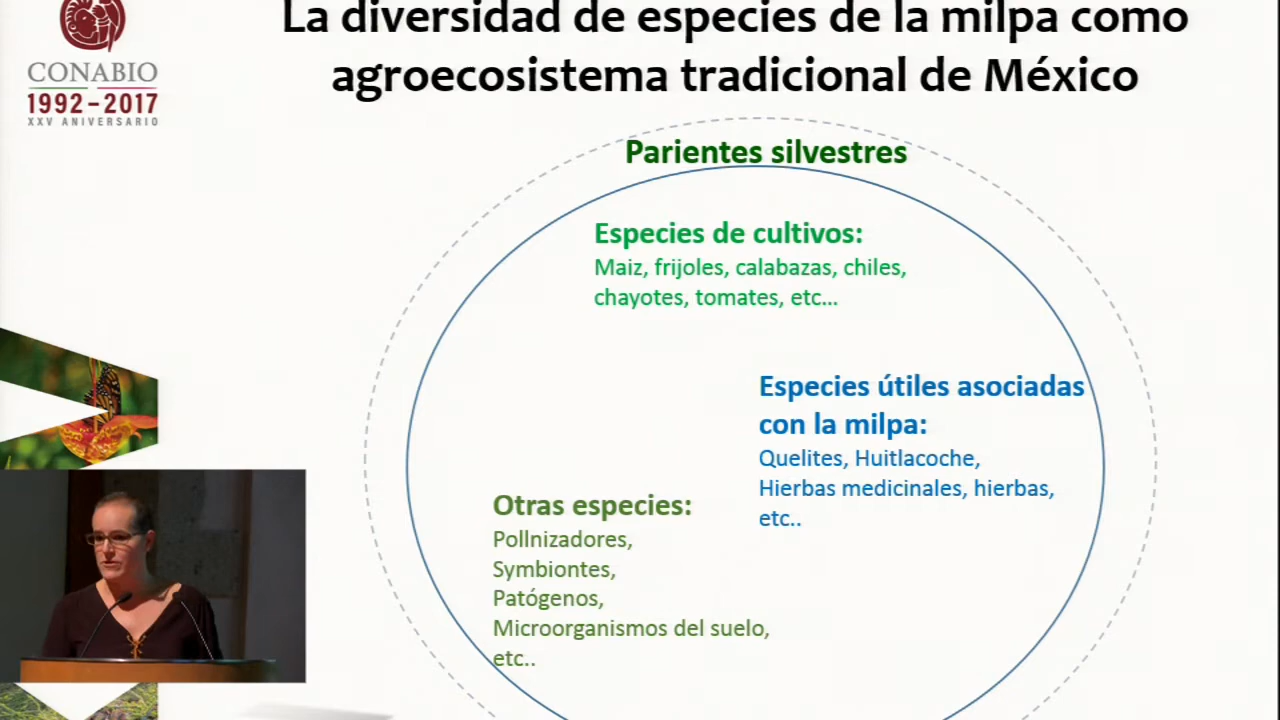 La diversidad de especies de la milpa como
agroecosistema tradicional de México
CONABIO
1992-2017
XXV ANIVERSARIO
Parientes silvestres
Especies de cultivos:
Maiz, frijoles, calabazas, chiles,
chayotes, tomates, etc...
Especies útiles asociadas
con la milpa:
Quelites, Huitlacoche,
Hierbas medicinales, hierbas,
etc..
Otras especies:
Pollnizadores,
Symbiontes,
Patógenos,
Microorganismos del suelo,
etc..